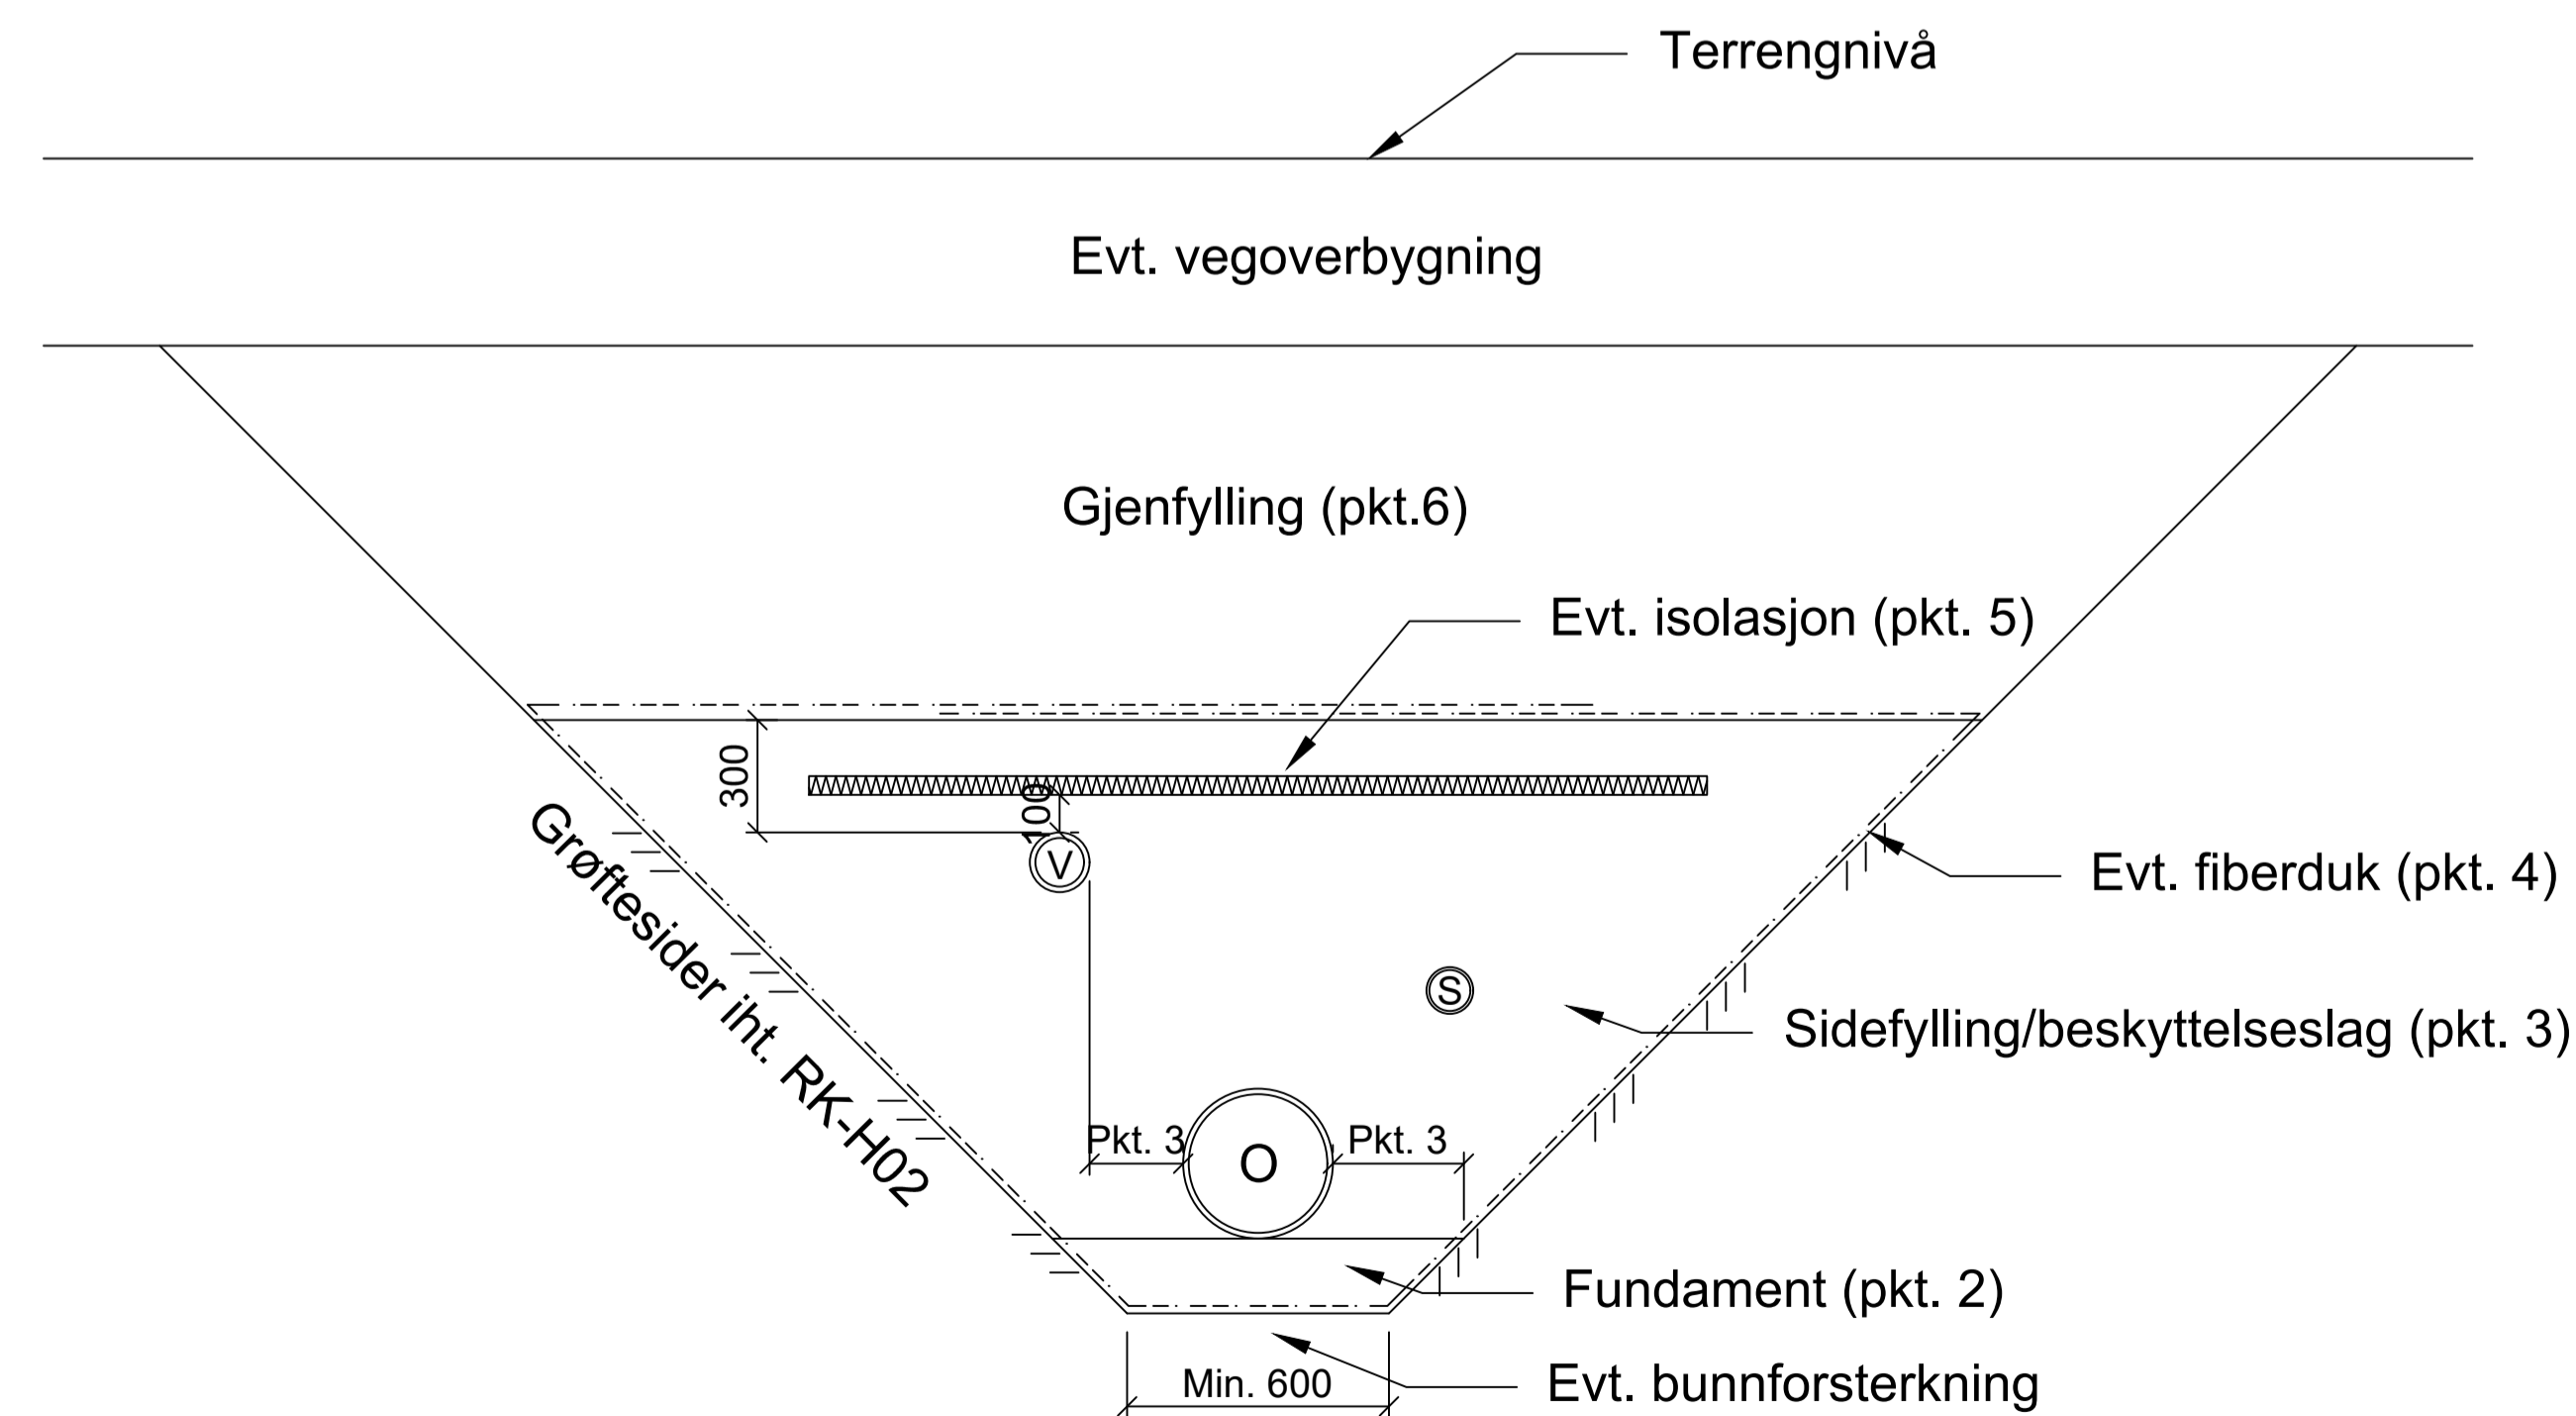 Terrengnivå
Evt. vegoverbygning
Gjenfylling (pkt.6)
Evt. isolasjon (pkt. 5)
300
100
V
Evt. fiberduk (pkt. 4)
Grøftesider iht. RK-H02
S
Sidefylling/beskyttelseslag (pkt. 3)
Pkt. 3
O
Pkt. 3
Fundament (pkt. 2)
Min. 600
Evt. bunnforsterkning